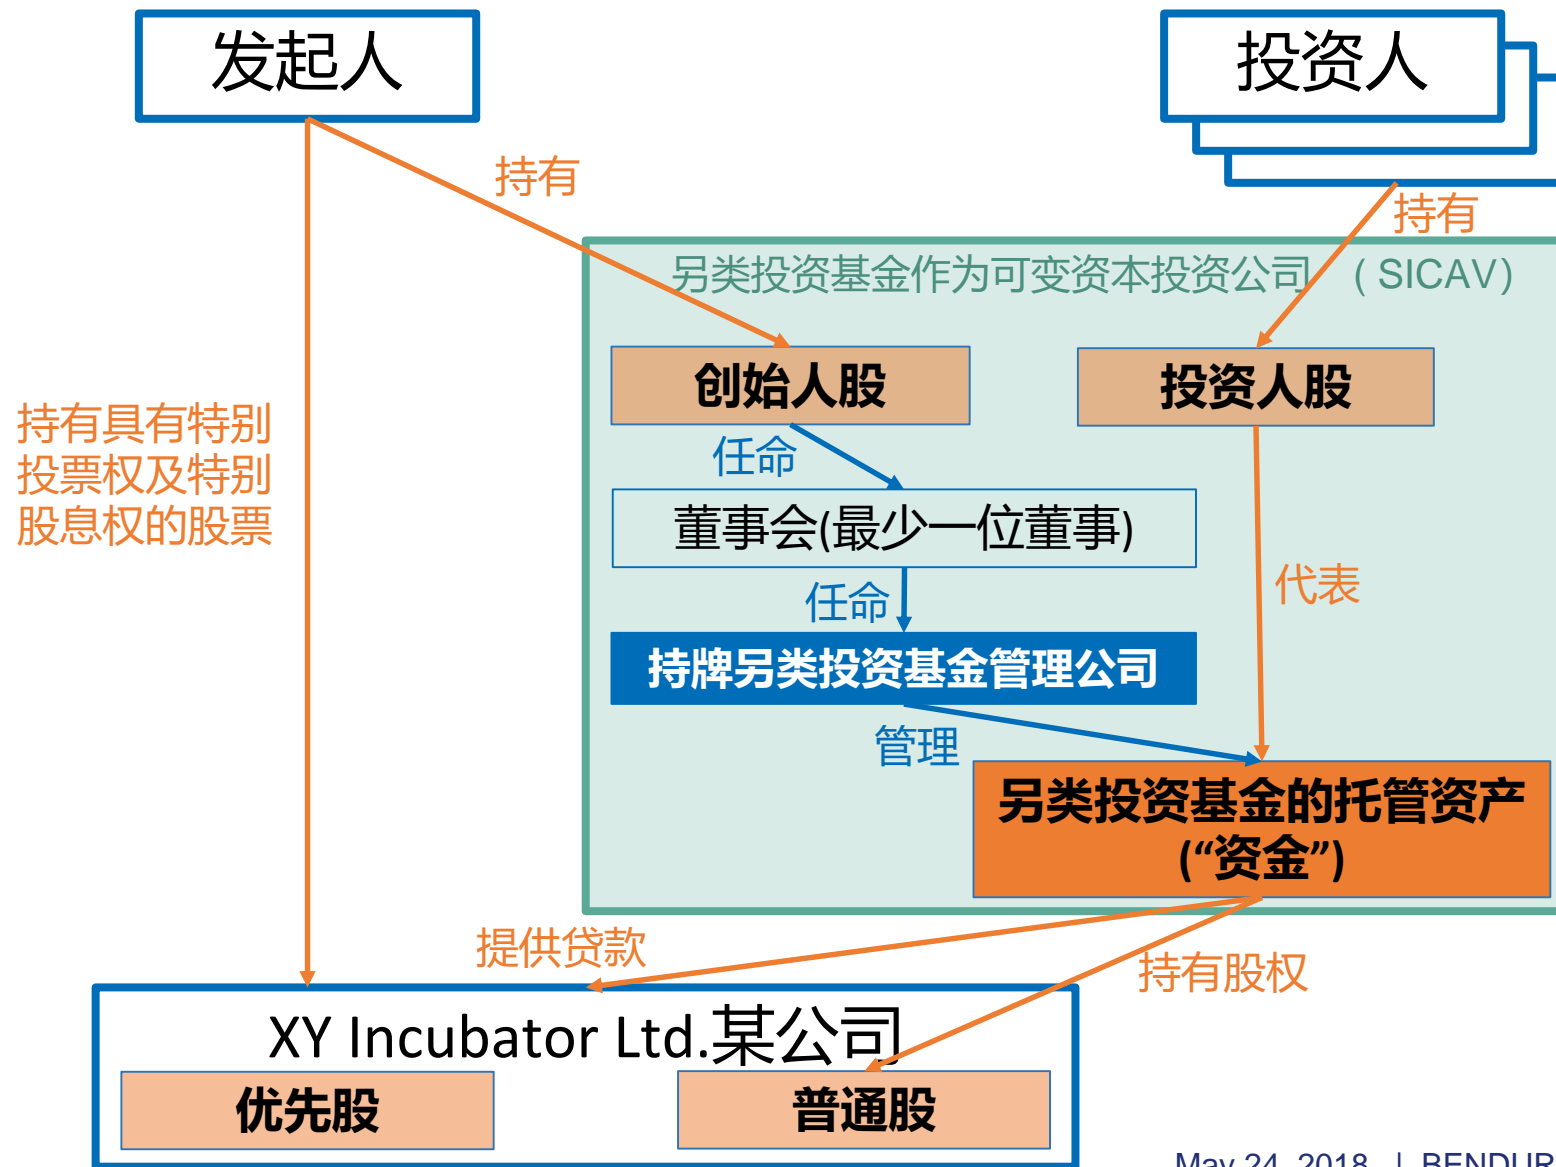 发起人
投资人
持有
持有
另类投资基金作为可变资本投资公司 ( SICAV)
创始人股
投资人股
持有具有特别
投票权及特别
股息权的股票
任命
董事会(最少一位董事)
任命
代表
持牌另类投资基金管理公司
管理
另类投资基金的托管资产
(“资金”)
提供贷款
持有股权
XY Incubator Ltd.某公司
优先股
普通股
May 24, 2018 | BENDUR